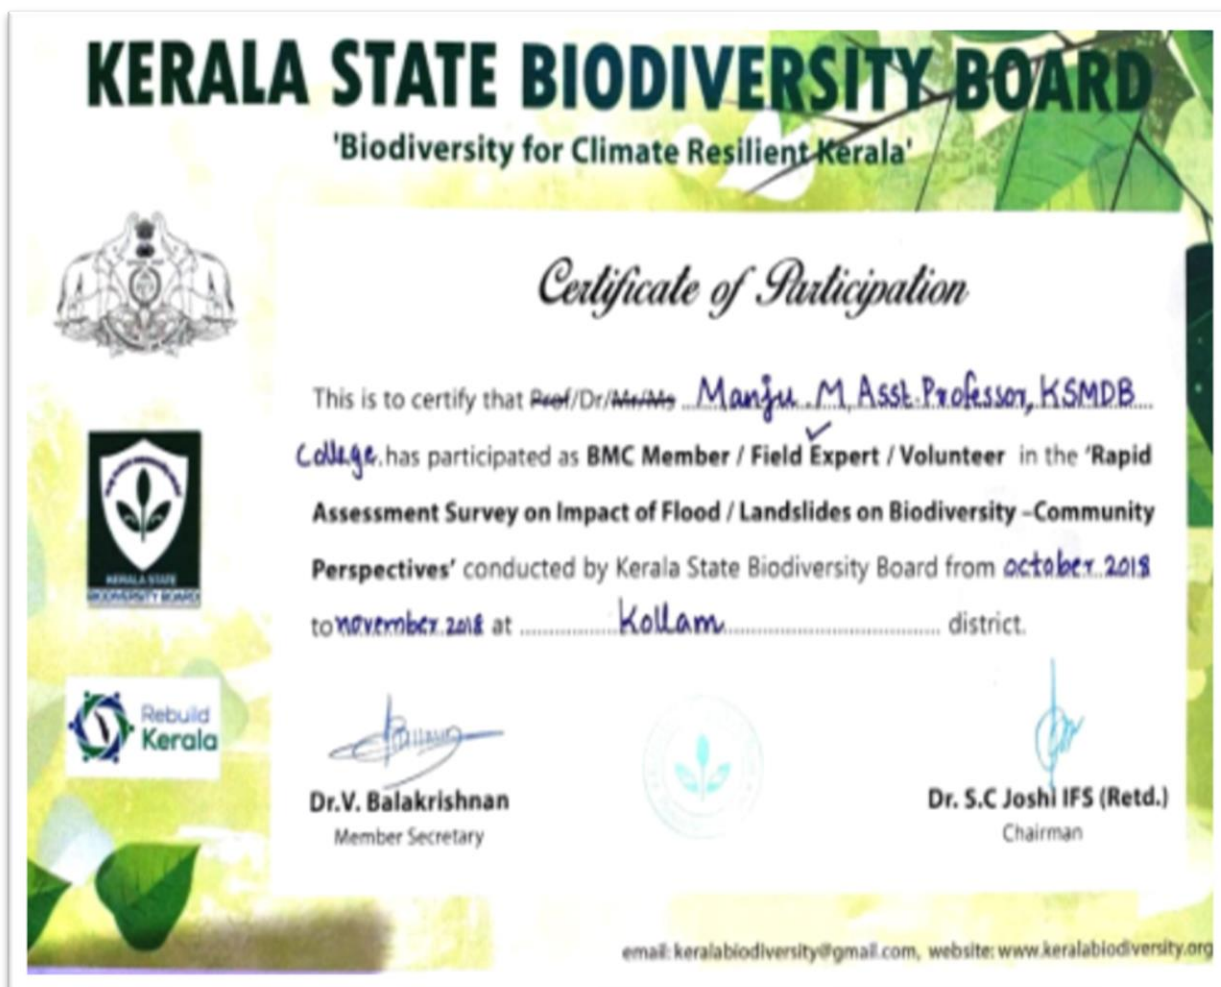 KERALA STATE BIODIVERSITY BOARD
'Biodiversity for Climate Resilient Kerala'
Certificate of Participation
This is to certify that Prof/Dr/Mr/Ms Manju. M, Asst. Professor, KSMDB
College. has participated as BMC Member / Field Expert / Volunteer in the 'Rapid
Assessment Survey on Impact of Flood / Landslides on Biodiversity –Community
Perspectives' conducted by Kerala State Biodiversity Board from october 2018
to november 2018 at Kollam district.
KERALA STATE
BIODIVERSITY BOARD
Rebuild
Kerala
Dr.V. Balakrishnan
Member Secretary
Dr. S.C Joshi IFS (Retd.)
Chairman
email: keralabiodiversity@gmail.com, website: www.keralabiodiversity.org